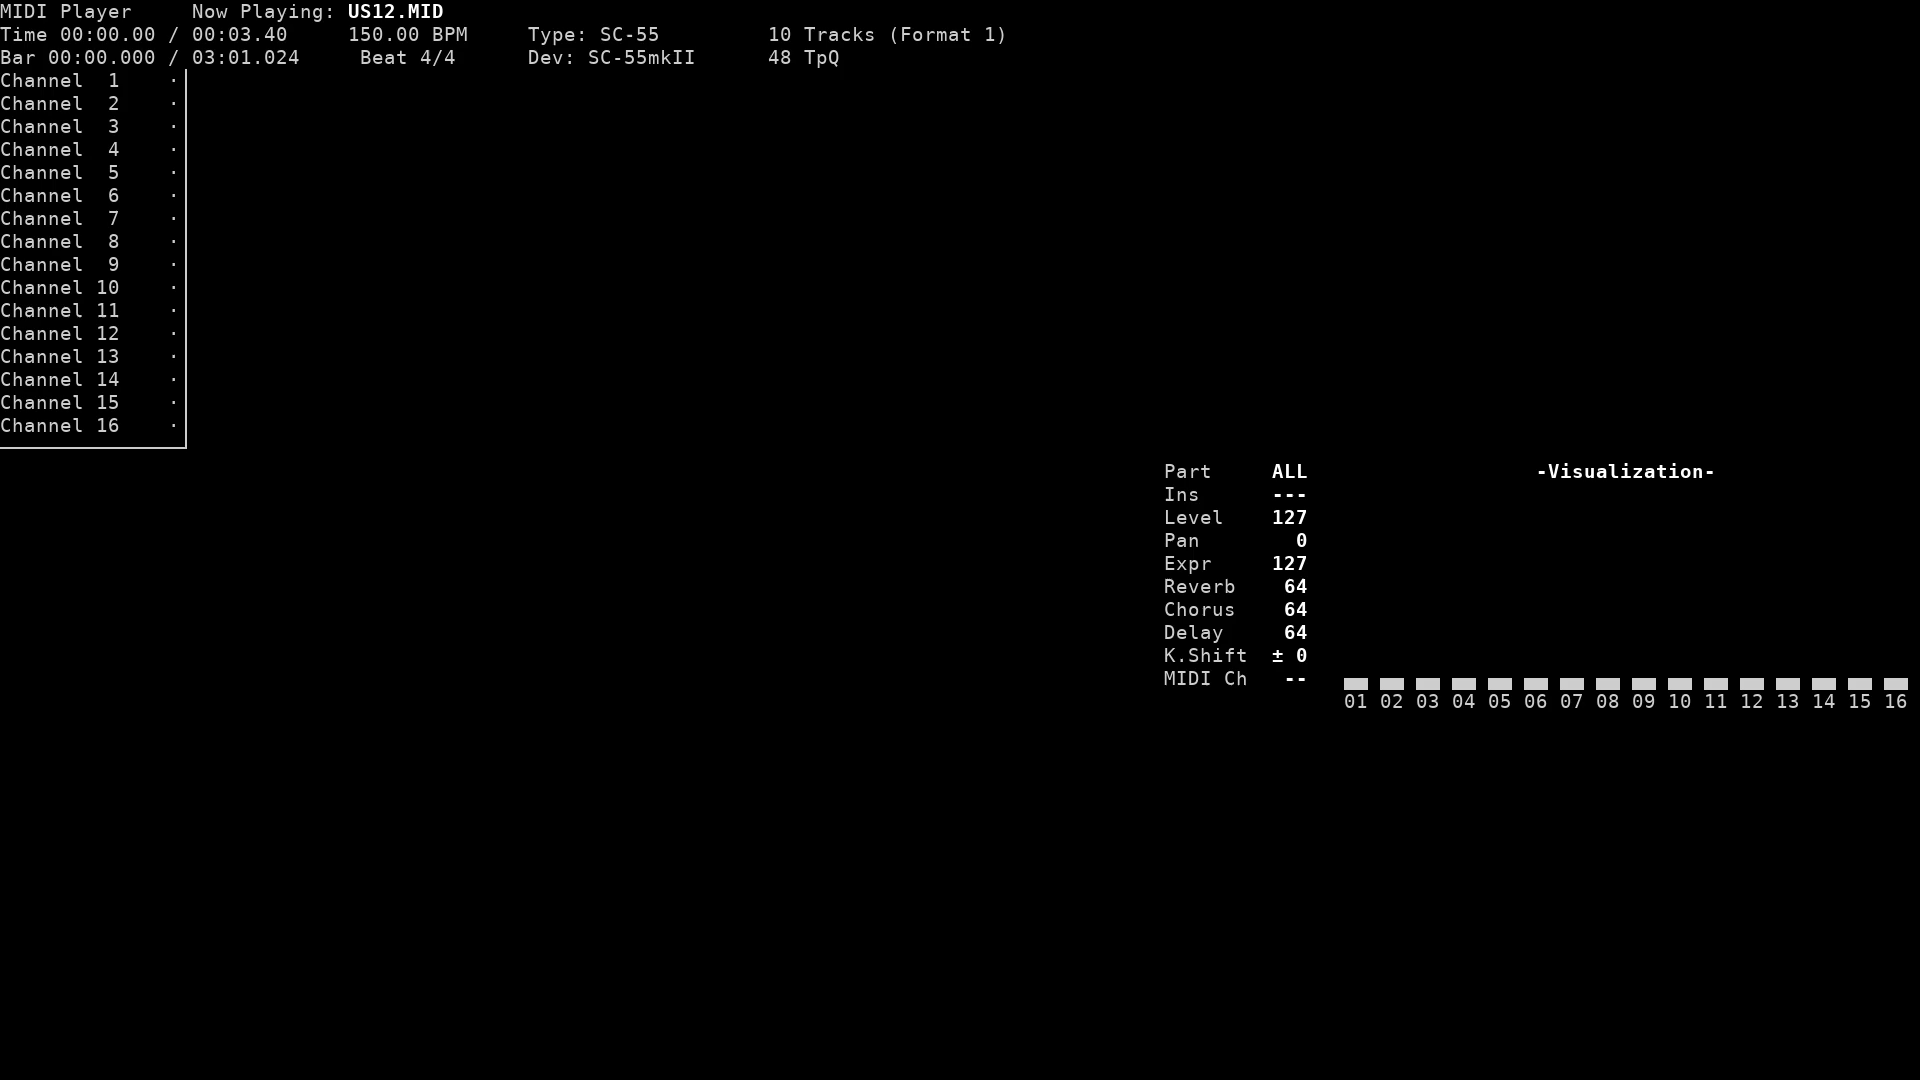 MIDI Player     Now Playing: US12.MID
Time 00:00.00 / 00:03.40     150.00 BPM     Type: SC-55         10 Tracks (Format 1)
Bar 00:00.000 / 03:01.024     Beat 4/4      Dev: SC-55mkII      48 TpQ
Channel  1    ·
Channel  2    ·
Channel  3    ·
Channel  4    ·
Channel  5    ·
Channel  6    ·
Channel  7    ·
Channel  8    ·
Channel  9    ·
Channel 10    ·
Channel 11    ·
Channel 12    ·
Channel 13    ·
Channel 14    ·
Channel 15    ·
Channel 16    ·
Part     ALL                   -Visualization-
Ins      ---
Level    127
Pan        0
Expr     127
Reverb    64
Chorus    64
Delay     64
K.Shift  ± 0
MIDI Ch   --
01 02 03 04 05 06 07 08 09 10 11 12 13 14 15 16